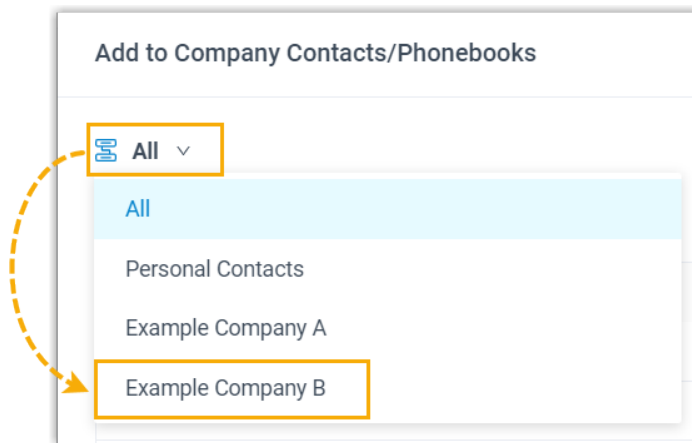 Add to Company Contacts/Phonebooks
All
All
Personal Contacts
Example Company A
Example Company B